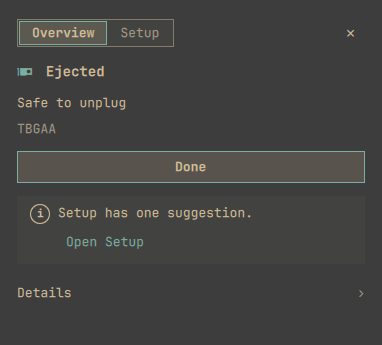 Overview Setup ×
Ejected
Safe to unplug
TBGAA
Done
Setup has one suggestion.
Open Setup
Details ›